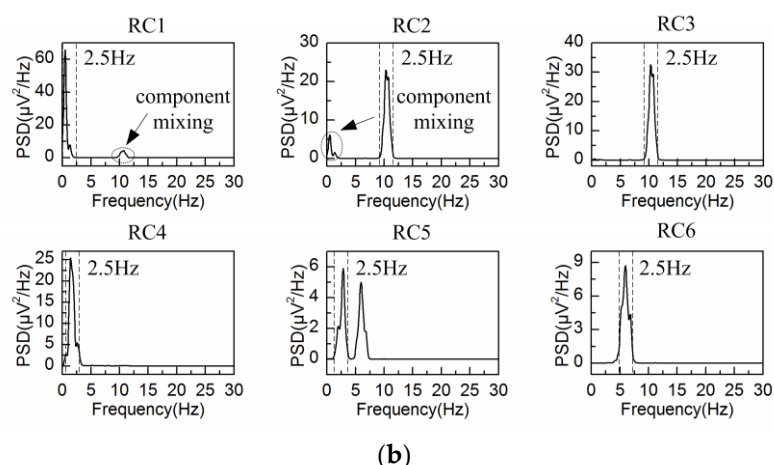 RC1
RC2
RC3
PSD(μV²/Hz)
60
40
20
0
2.5Hz
component
mixing
0 5 10 15 20 25 30
Frequency(Hz)
PSD(μV²/Hz)
30
20
10
0
2.5Hz
component
mixing
0 5 10 15 20 25 30
Frequency(Hz)
PSD(μV²/Hz)
40
30
20
10
0
2.5Hz
0 5 10 15 20 25 30
Frequency(Hz)
RC4
RC5
RC6
PSD(μV²/Hz)
25
20
15
10
5
0
2.5Hz
0 5 10 15 20 25 30
Frequency(Hz)
PSD(μV²/Hz)
6
4
2
0
2.5Hz
0 5 10 15 20 25 30
Frequency(Hz)
PSD(μV²/Hz)
9
6
3
0
2.5Hz
0 5 10 15 20 25 30
Frequency(Hz)
(b)